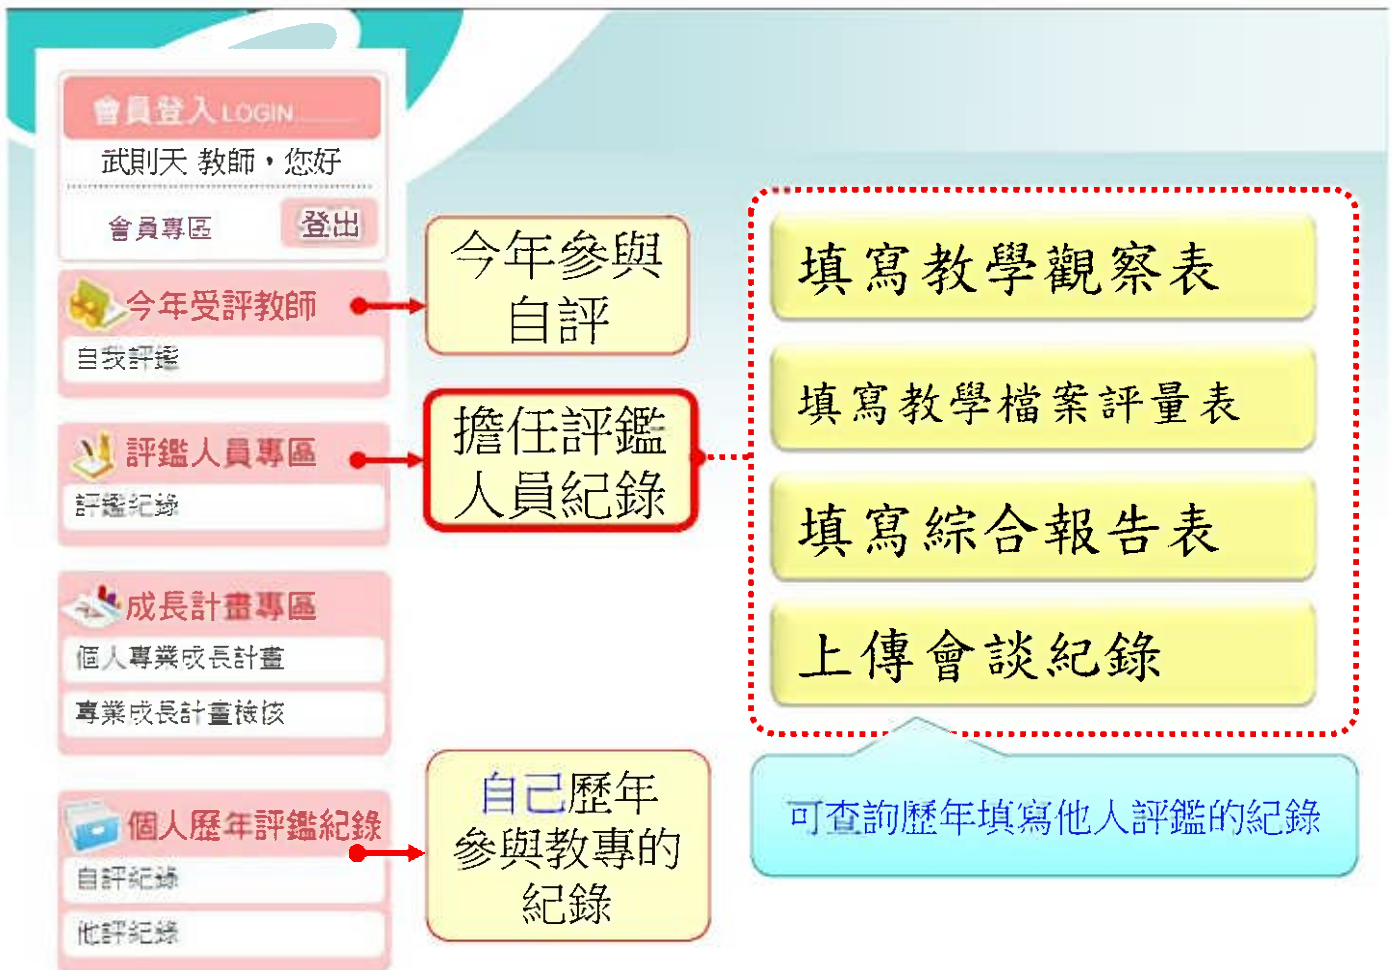 會員登入 LOGIN
武則天 教師，您好
會員專區
登出
今年受評教師
自我評鑑
評鑑人員專區
評鑑紀錄
成長計畫專區
個人專業成長計畫
專業成長計畫檢核
個人歷年評鑑紀錄
自評紀錄
他評紀錄
今年參與
自評
擔任評鑑
人員紀錄
自己歷年
參與教專的
紀錄
填寫教學觀察表
填寫教學檔案評量表
填寫綜合報告表
上傳會談紀錄
可查詢歷年填寫他人評鑑的紀錄